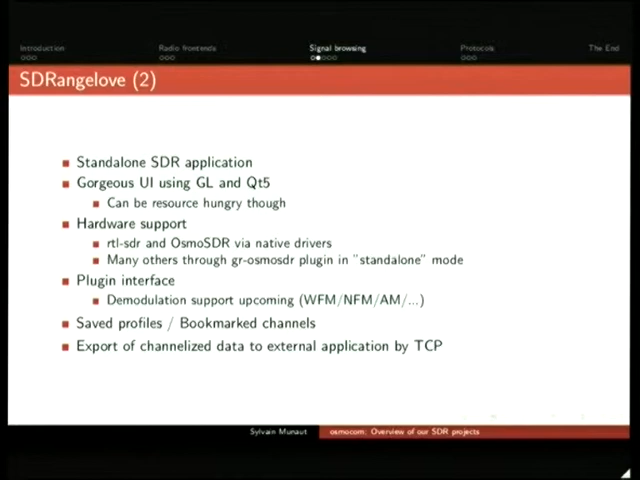 Introduction Radio frontends Signal browsing Protocols The End
SDRangelove (2)
Standalone SDR application
Gorgeous UI using GL and Qt5
Can be resource hungry though
Hardware support
rtl-sdr and OsmoSDR via native drivers
Many others through gr-osmosdr plugin in "standalone" mode
Plugin interface
Demodulation support upcoming (WFM/NFM/AM/...)
Saved profiles / Bookmarked channels
Export of channelized data to external application by TCP
Sylvain Munaut osmocom: Overview of our SDR projects